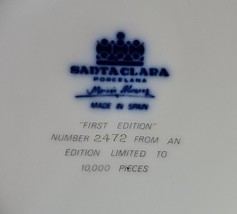 SANTACLARA
PORCELANA
MADE IN SPAIN
"FIRST EDITION"
NUMBER 2472 FROM AN
EDITION LIMITED TO
10,000 PIECES